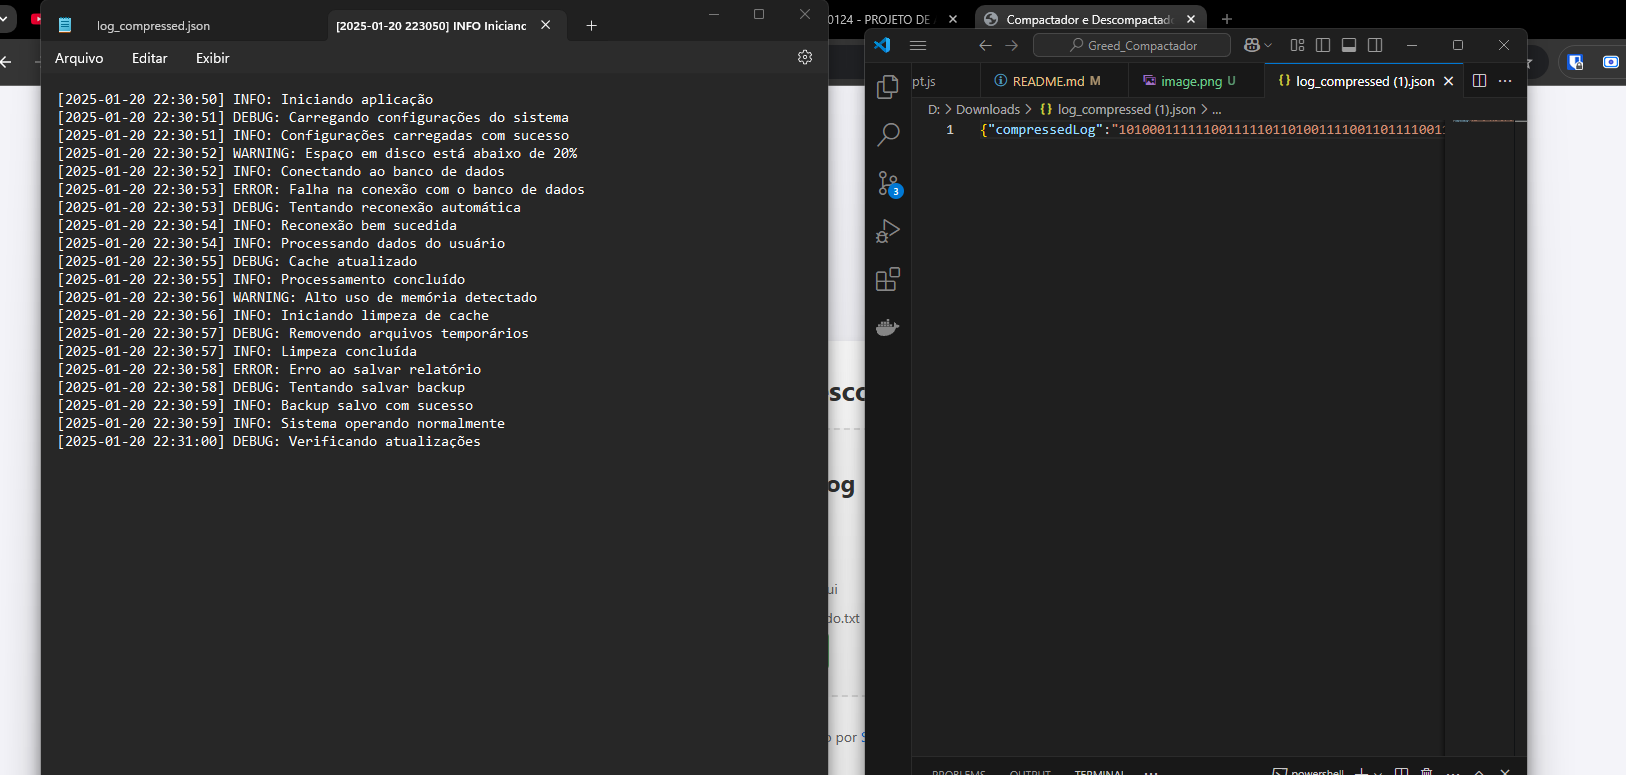 log_compressed.json
[2025-01-20 223050] INFO Inicianc
Arquivo Editar Exibir
[2025-01-20 22:30:50] INFO: Iniciando aplicação
[2025-01-20 22:30:51] DEBUG: Carregando configurações do sistema
[2025-01-20 22:30:51] INFO: Configurações carregadas com sucesso
[2025-01-20 22:30:52] WARNING: Espaço em disco está abaixo de 20%
[2025-01-20 22:30:52] INFO: Conectando ao banco de dados
[2025-01-20 22:30:53] ERROR: Falha na conexão com o banco de dados
[2025-01-20 22:30:53] DEBUG: Tentando reconexão automática
[2025-01-20 22:30:54] INFO: Reconexão bem sucedida
[2025-01-20 22:30:54] INFO: Processando dados do usuário
[2025-01-20 22:30:55] DEBUG: Cache atualizado
[2025-01-20 22:30:55] INFO: Processamento concluído
[2025-01-20 22:30:56] WARNING: Alto uso de memória detectado
[2025-01-20 22:30:56] INFO: Iniciando limpeza de cache
[2025-01-20 22:30:57] DEBUG: Removendo arquivos temporários
[2025-01-20 22:30:57] INFO: Limpeza concluída
[2025-01-20 22:30:58] ERROR: Erro ao salvar relatório
[2025-01-20 22:30:58] DEBUG: Tentando salvar backup
[2025-01-20 22:30:59] INFO: Backup salvo com sucesso
[2025-01-20 22:30:59] INFO: Sistema operando normalmente
[2025-01-20 22:31:00] DEBUG: Verificando atualizações
0124 - PROJETO DE
Compactador e Descompactad
sco
og
ui
do.txt
o por S
Greed_Compactador
pt.js
README.md M
image.png U
log_compressed (1).json
D: > Downloads > {} log_compressed (1).json > ...
3
1 {"compressedLog":"1010001111110011111011010011110011011110011
PROBLEMS OUTPUT TERMINAL ...
powershell